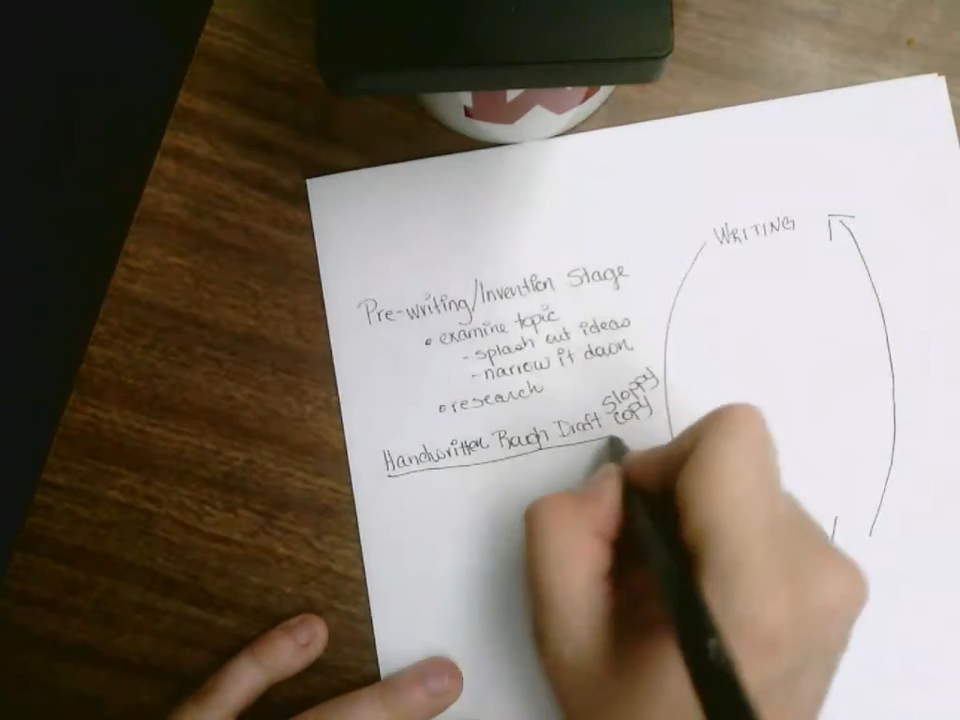 WRITING
Pre-writing/Invention Stage
• examine topic
- splash out ideas
- narrow it down
• research
Handwritten Rough Draft Sloppy
Copy